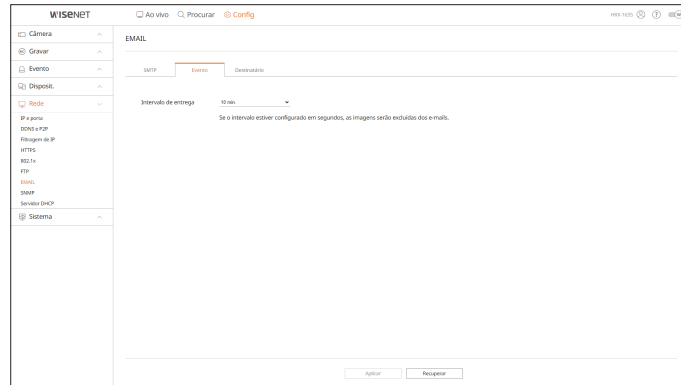 WISENET
Ao vivo Procurar Config
HRX-1635
Câmera
Gravar
Evento
Disposit.
Rede
IP e porta
DDNS e P2P
Filtragem de IP
HTTPS
802.1x
FTP
EMAIL
SNMP
Servidor DHCP
Sistema
EMAIL
SMTP Evento Destinatário
Intervalo de entrega 10 min.
Se o intervalo estiver configurado em segundos, as imagens serão excluídas dos e-mails.
Aplicar Recuperar